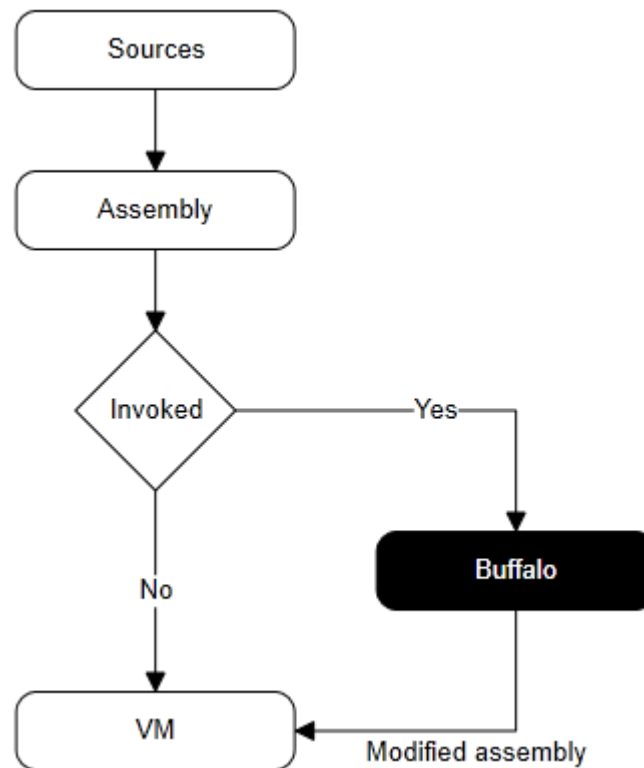 Sources
Assembly
Invoked
Yes
Buffalo
No
VM
Modified assembly